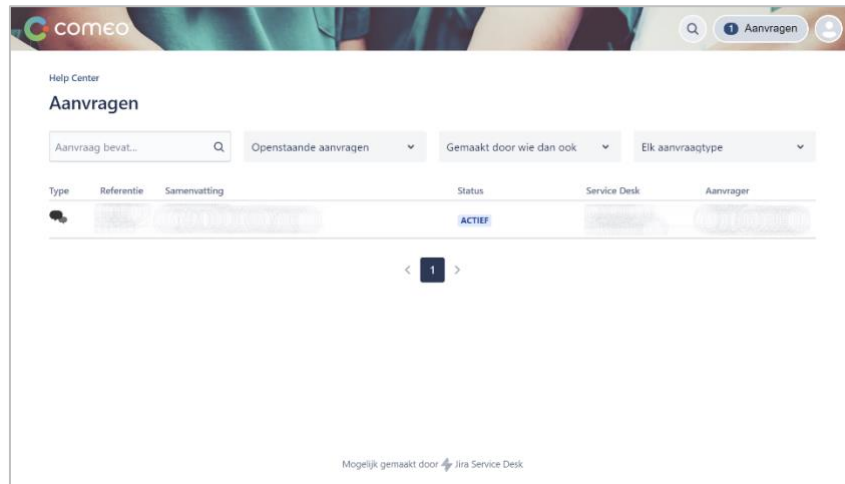 comeo
1 Aanvragen
Help Center
Aanvragen
Aanvraag bevat...
Openstaande aanvragen
Gemaakt door wie dan ook
Elk aanvraagtype
Type Referentie Samenvatting Status Service Desk Aanvrager
ACTIEF
1
Mogelijk gemaakt door Jira Service Desk